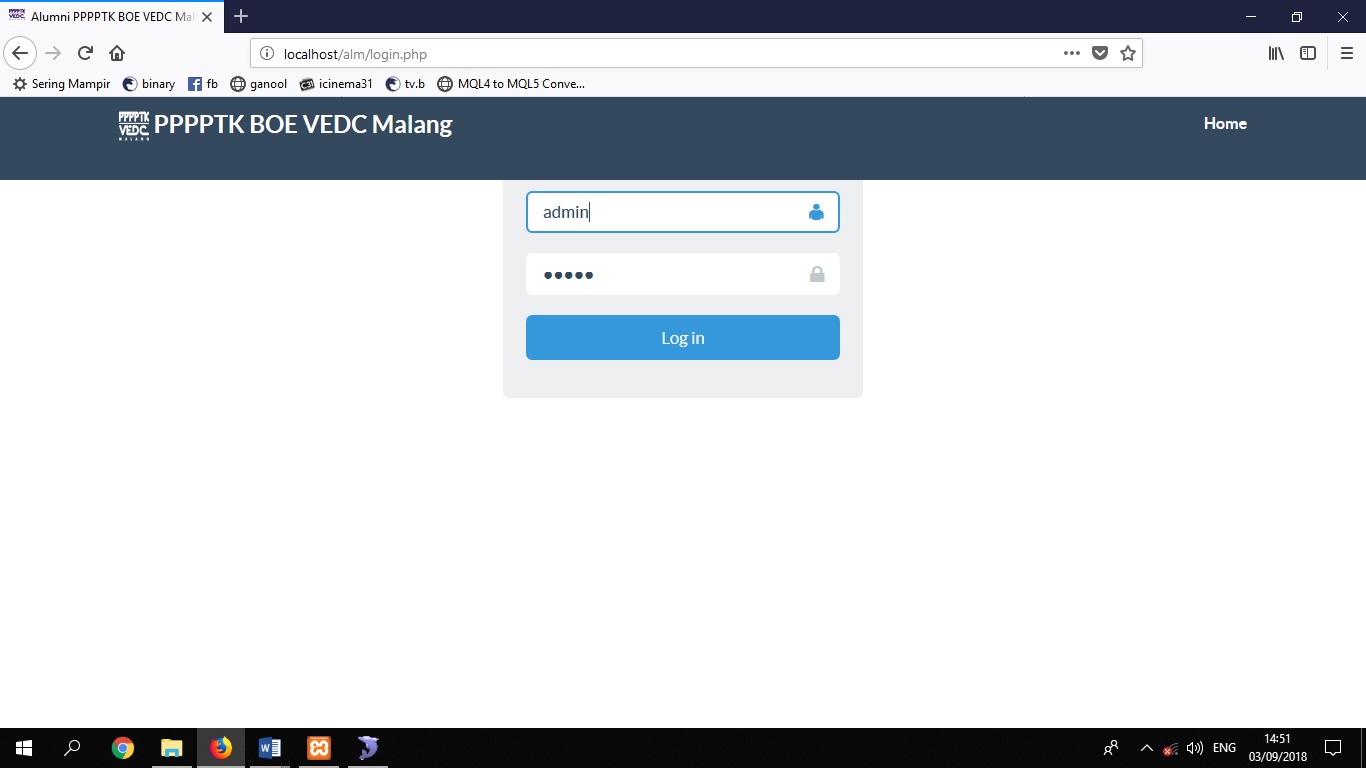 Alumni PPPPTK BOE VEDC Mal
localhost/alm/login.php
Sering Mampir binary fb ganool icinema31 tv.b MQL4 to MQL5 Conve...
PPPPTK VEDC MALANG PPPPTK BOE VEDC Malang Home
admin
Log in
ENG 14:51
03/09/2018